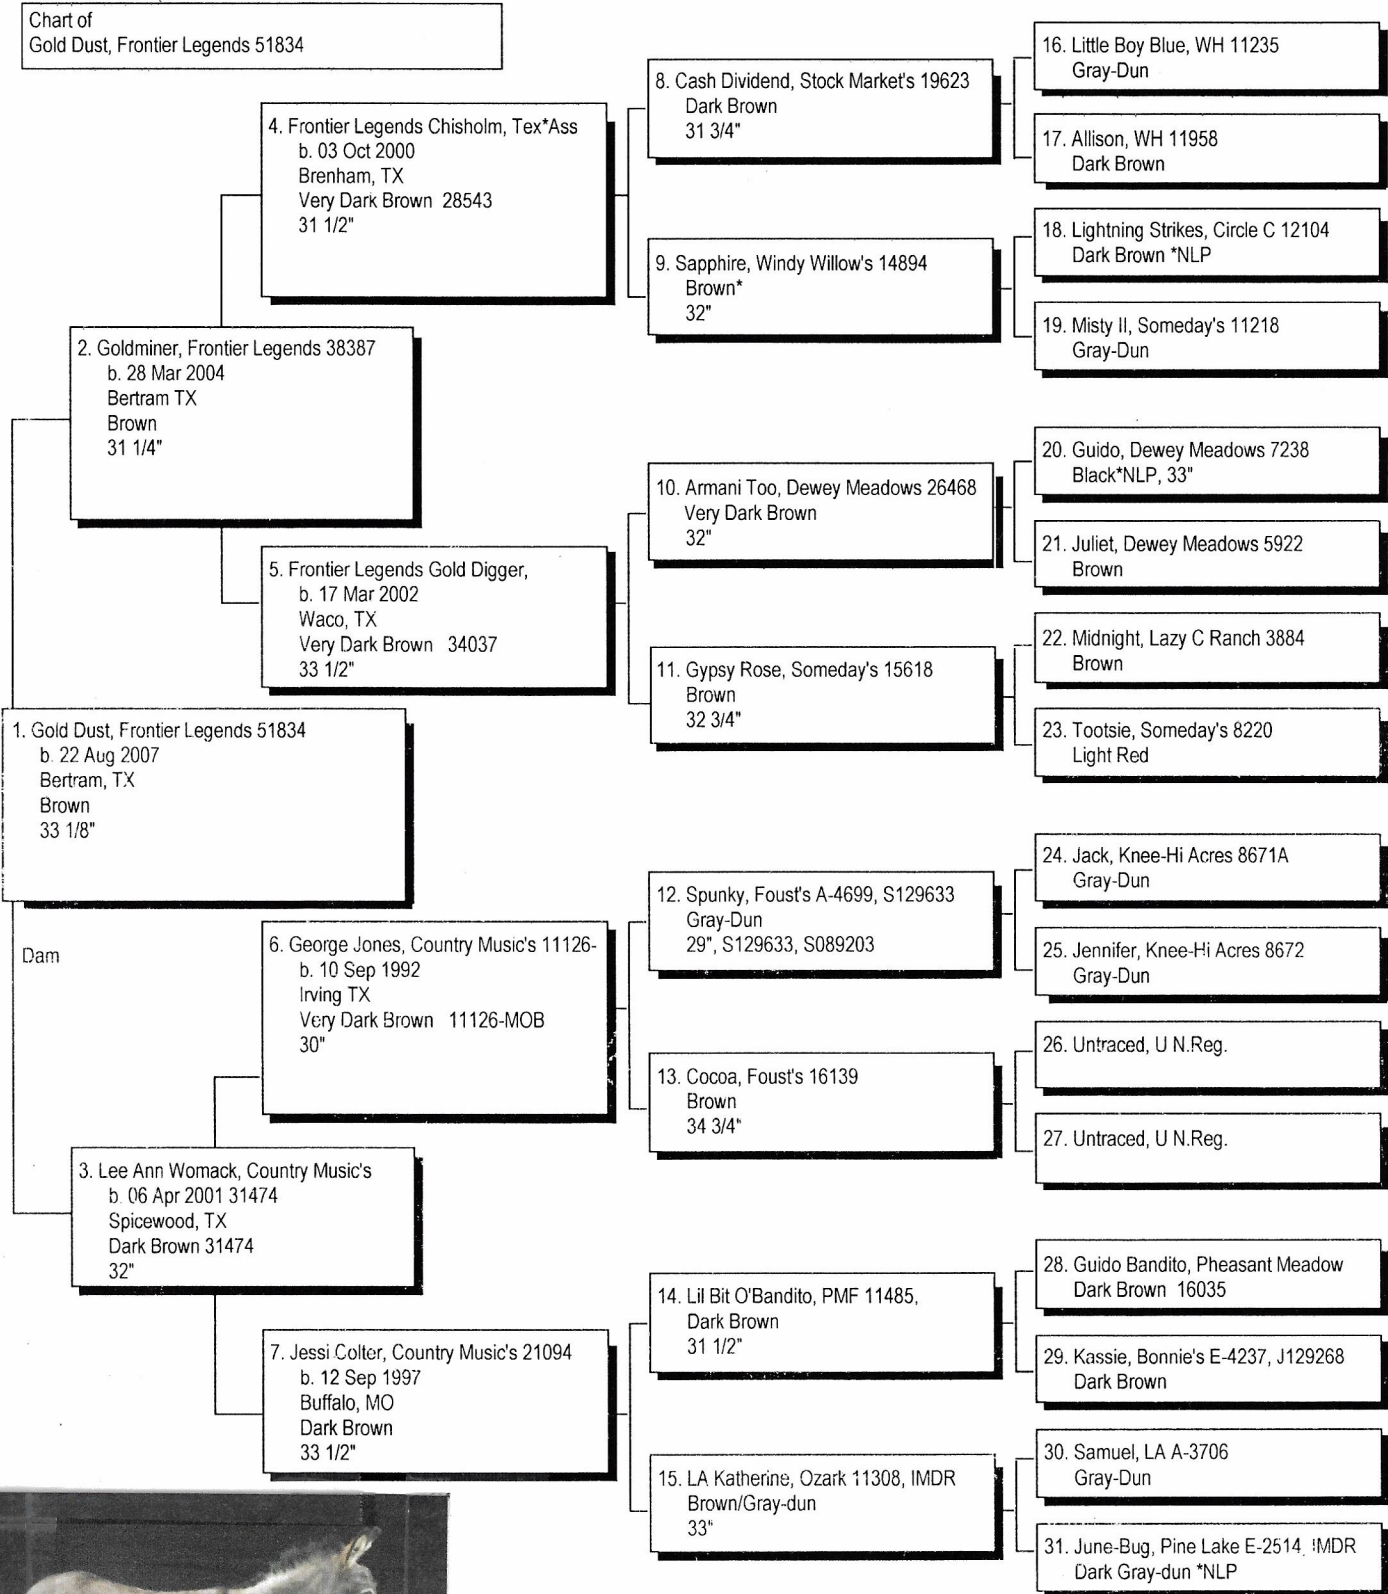 Chart of
Gold Dust, Frontier Legends 51834
1. Gold Dust, Frontier Legends 51834
b. 22 Aug 2007
Bertram, TX
Brown
33 1/8"
Dam
2. Goldminer, Frontier Legends 38387
b. 28 Mar 2004
Bertram TX
Brown
31 1/4"
3. Lee Ann Womack, Country Music's
b. 06 Apr 2001 31474
Spicewood, TX
Dark Brown 31474
32"
4. Frontier Legends Chisholm, Tex*Ass
b. 03 Oct 2000
Brenham, TX
Very Dark Brown 28543
31 1/2"
5. Frontier Legends Gold Digger,
b. 17 Mar 2002
Waco, TX
Very Dark Brown 34037
33 1/2"
6. George Jones, Country Music's 11126-
b. 10 Sep 1992
Irving TX
Very Dark Brown 11126-MOB
30"
7. Jessi Colter, Country Music's 21094
b. 12 Sep 1997
Buffalo, MO
Dark Brown
33 1/2"
8. Cash Dividend, Stock Market's 19623
Dark Brown
31 3/4"
9. Sapphire, Windy Willow's 14894
Brown*
32"
10. Armani Too, Dewey Meadows 26468
Very Dark Brown
32"
11. Gypsy Rose, Someday's 15618
Brown
32 3/4"
12. Spunky, Foust's A-4699, S129633
Gray-Dun
29", S129633, S089203
13. Cocoa, Foust's 16139
Brown
34 3/4"
14. Lil Bit O'Bandito, PMF 11485,
Dark Brown
31 1/2"
15. LA Katherine, Ozark 11308, IMDR
Brown/Gray-dun
33"
16. Little Boy Blue, WH 11235
Gray-Dun
17. Allison, WH 11958
Dark Brown
18. Lightning Strikes, Circle C 12104
Dark Brown *NLP
19. Misty II, Someday's 11218
Gray-Dun
20. Guido, Dewey Meadows 7238
Black*NLP, 33"
21. Juliet, Dewey Meadows 5922
Brown
22. Midnight, Lazy C Ranch 3884
Brown
23. Tootsie, Someday's 8220
Light Red
24. Jack, Knee-Hi Acres 8671A
Gray-Dun
25. Jennifer, Knee-Hi Acres 8672
Gray-Dun
26. Untraced, U N.Reg.
27. Untraced, U N.Reg.
28. Guido Bandito, Pheasant Meadow
Dark Brown 16035
29. Kassie, Bonnie's E-4237, J129268
Dark Brown
30. Samuel, LA A-3706
Gray-Dun
31. June-Bug, Pine Lake E-2514, IMDR
Dark Gray-dun *NLP